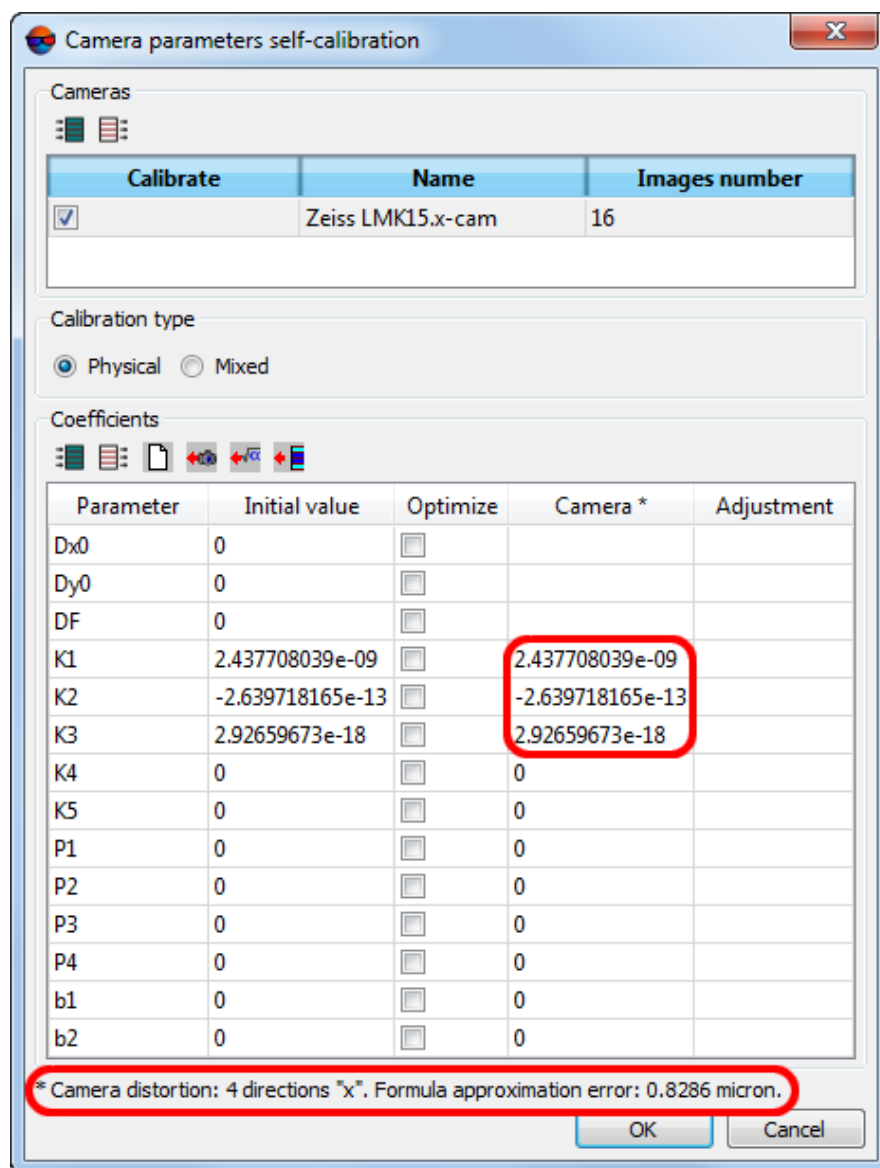 Camera parameters self-calibration
Cameras
Calibrate Name Images number
Zeiss LMK15.x-cam 16
Calibration type
Physical Mixed
Coefficients
Parameter Initial value Optimize Camera * Adjustment
Dx0 0
Dy0 0
DF 0
K1 2.437708039e-09 2.437708039e-09
K2 -2.639718165e-13 -2.639718165e-13
K3 2.92659673e-18 2.92659673e-18
K4 0 0
K5 0 0
P1 0 0
P2 0 0
P3 0 0
P4 0 0
b1 0 0
b2 0 0
* Camera distortion: 4 directions "x". Formula approximation error: 0.8286 micron.
OK Cancel